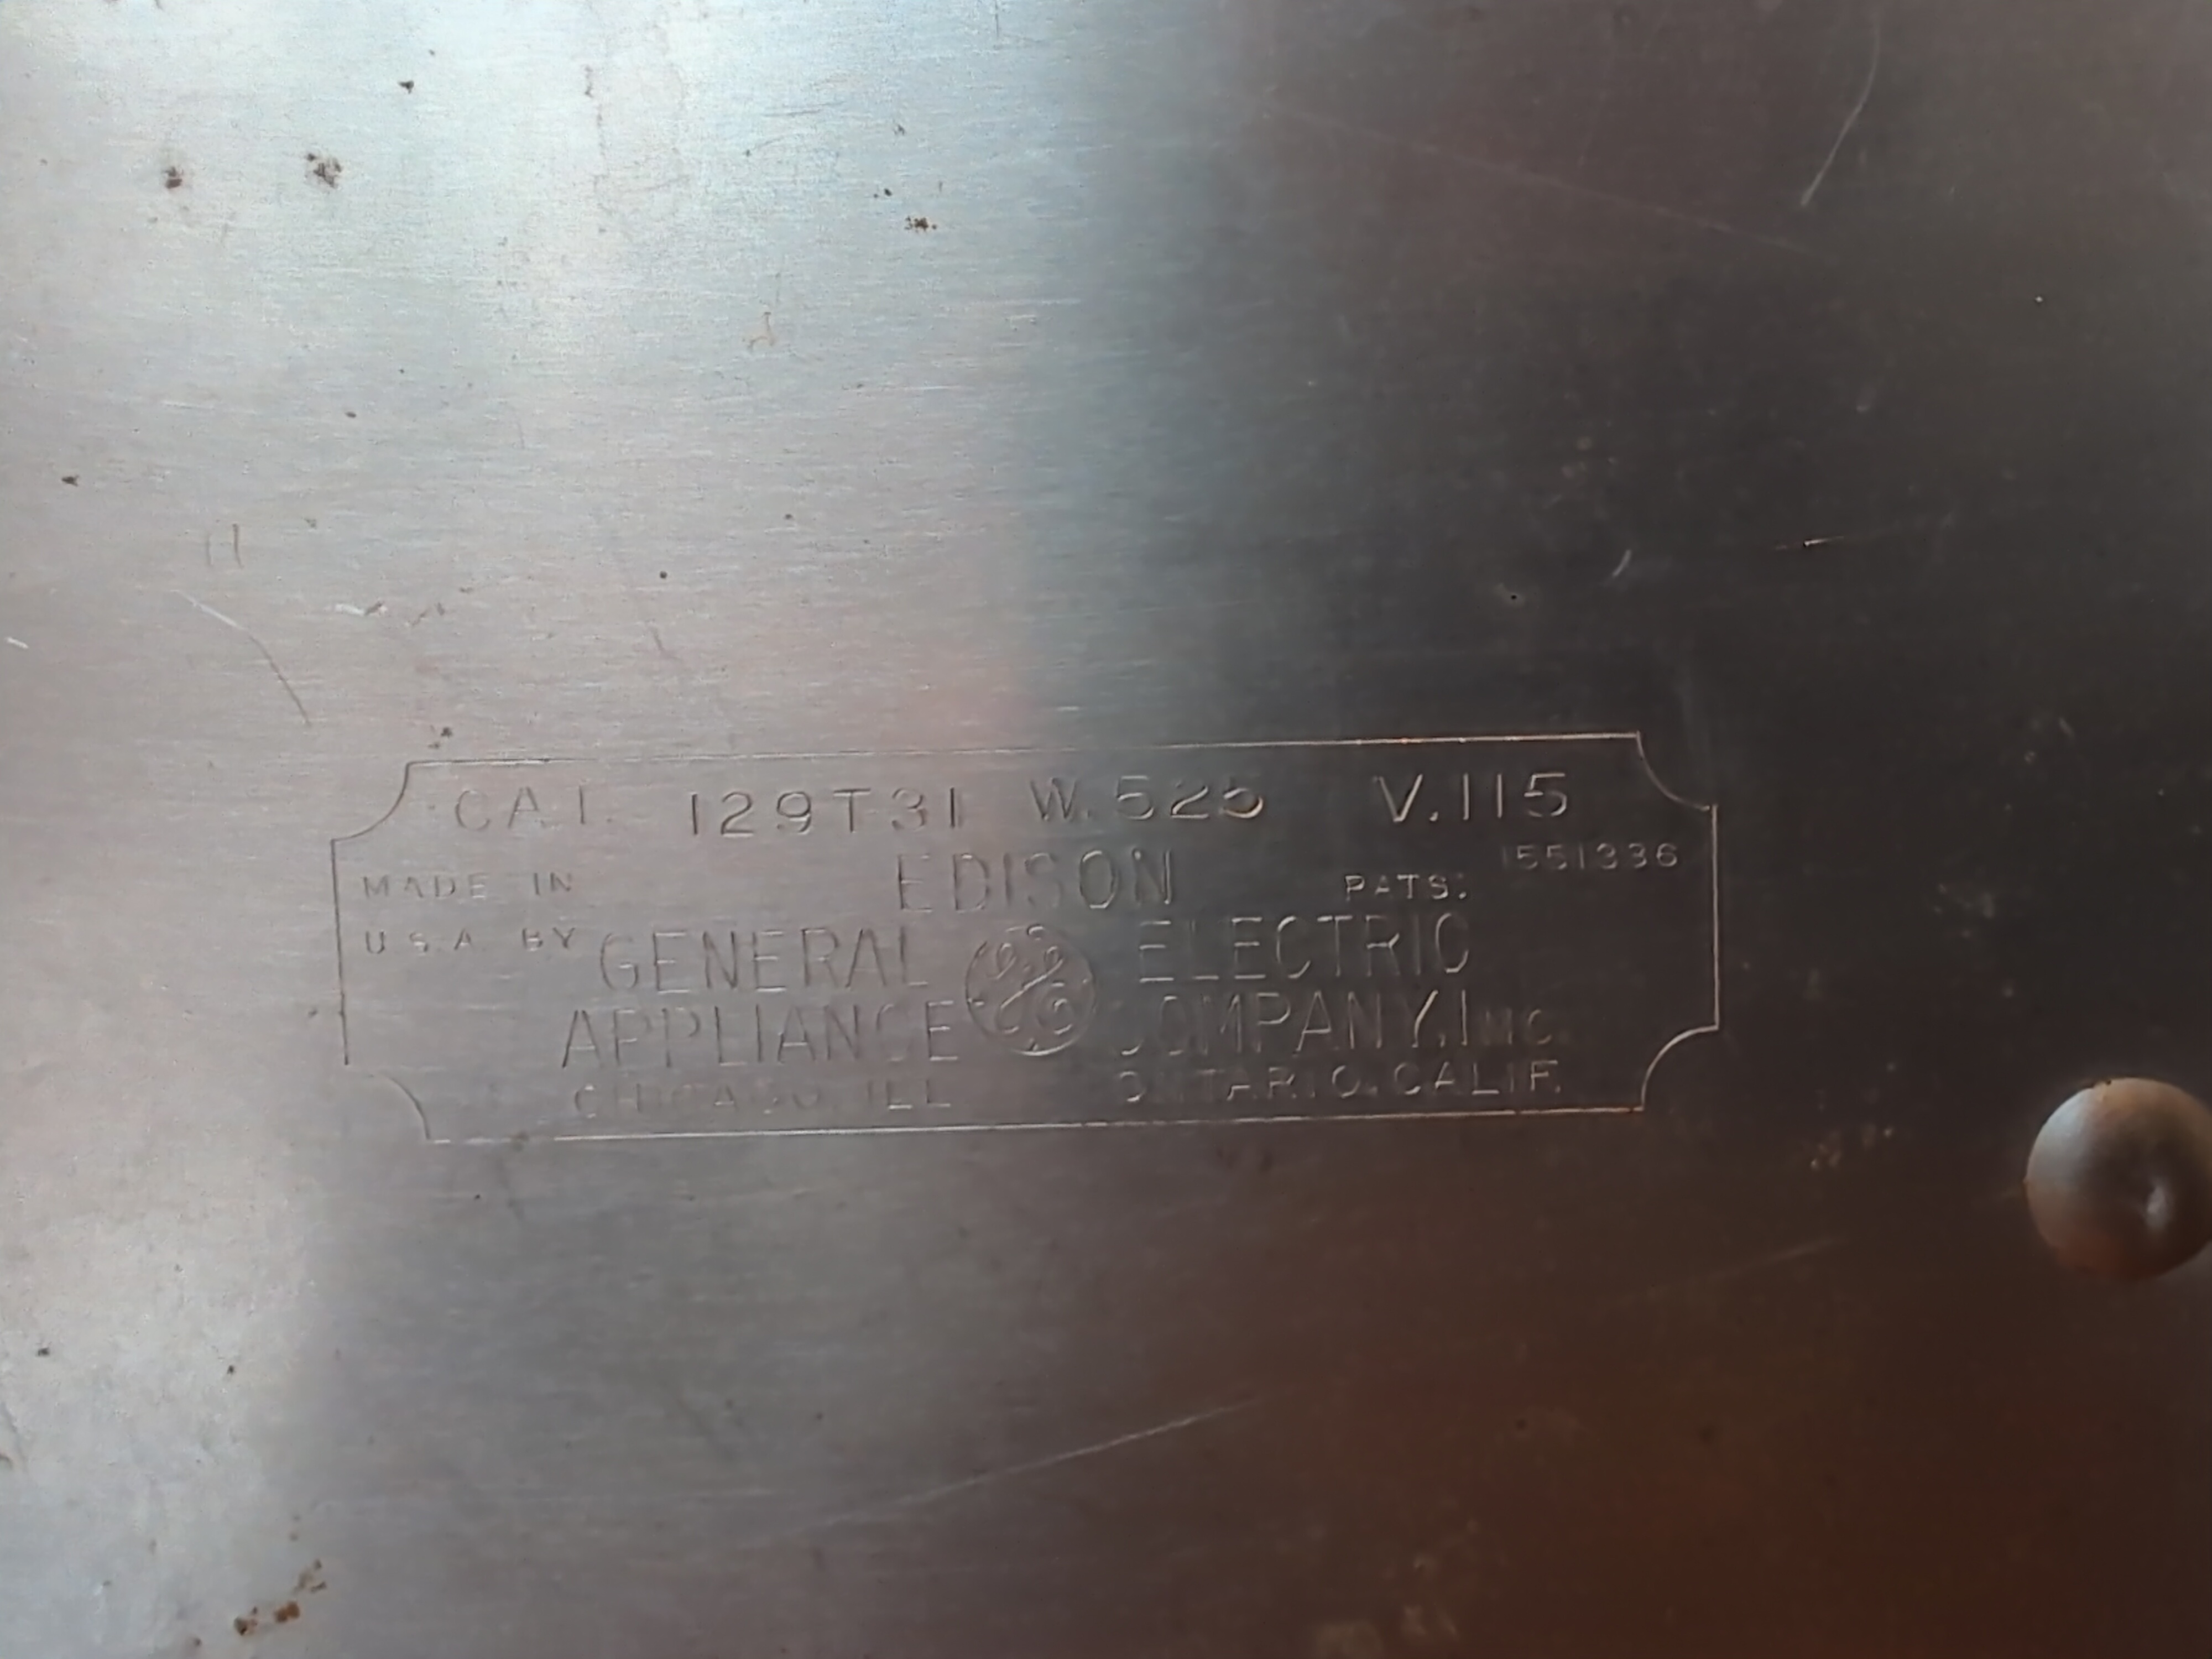 CAT. 129T31 W. 525 V. 115
MADE IN EDISON PATS: 1551336
U.S.A. BY GENERAL GE ELECTRIC
APPLIANCE COMPANY, INC.
CHICAGO, ILL ONTARIO, CALIF.